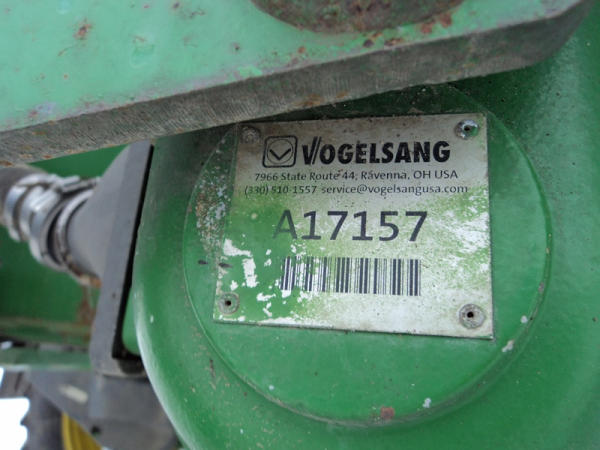 VOGELSANG
7966 State Route 44, Ravenna, OH USA
(330) 510-1557 service@vogelsangusa.com
A17157